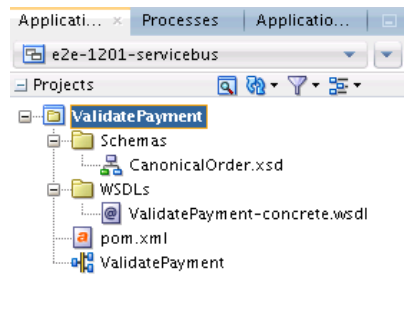 Applicati... Processes Applicatio...
e2e-1201-servicebus
Projects
ValidatePayment
Schemas
CanonicalOrder.xsd
WSDLs
ValidatePayment-concrete.wsdl
pom.xml
ValidatePayment